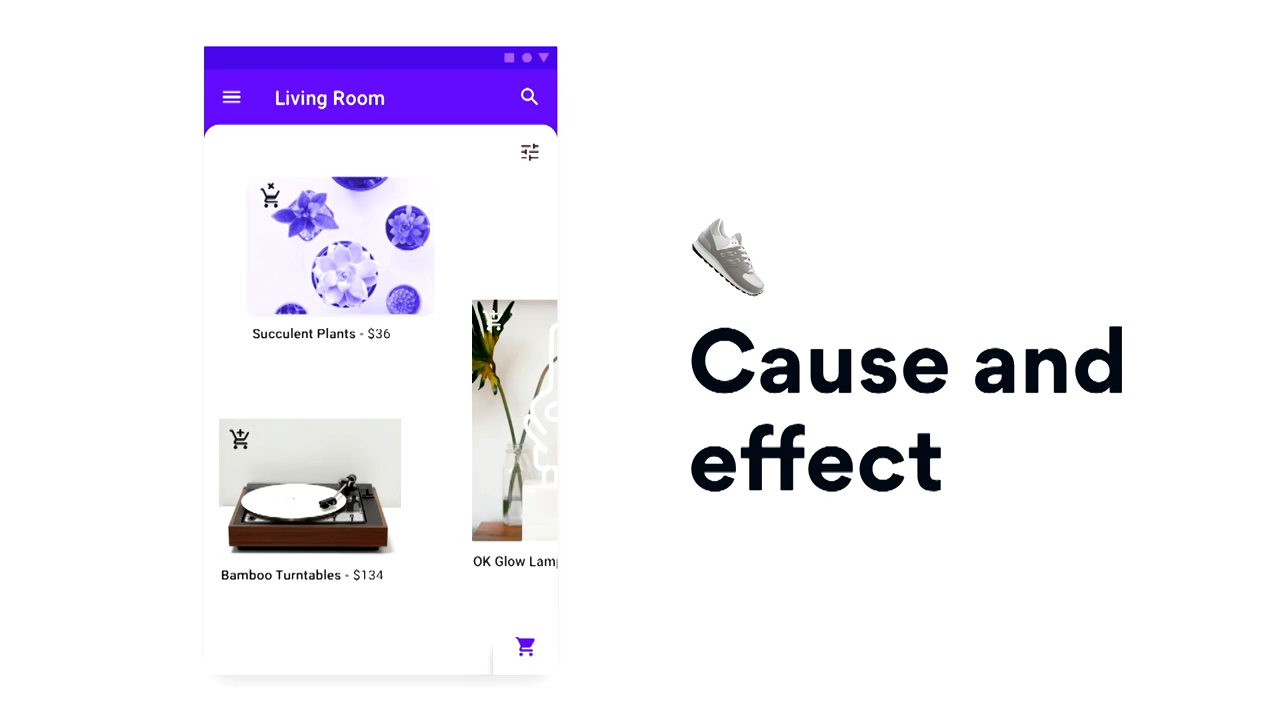 Living Room
Succulent Plants - $36
Bamboo Turntables - $134
OK Glow Lam
Cause and
effect